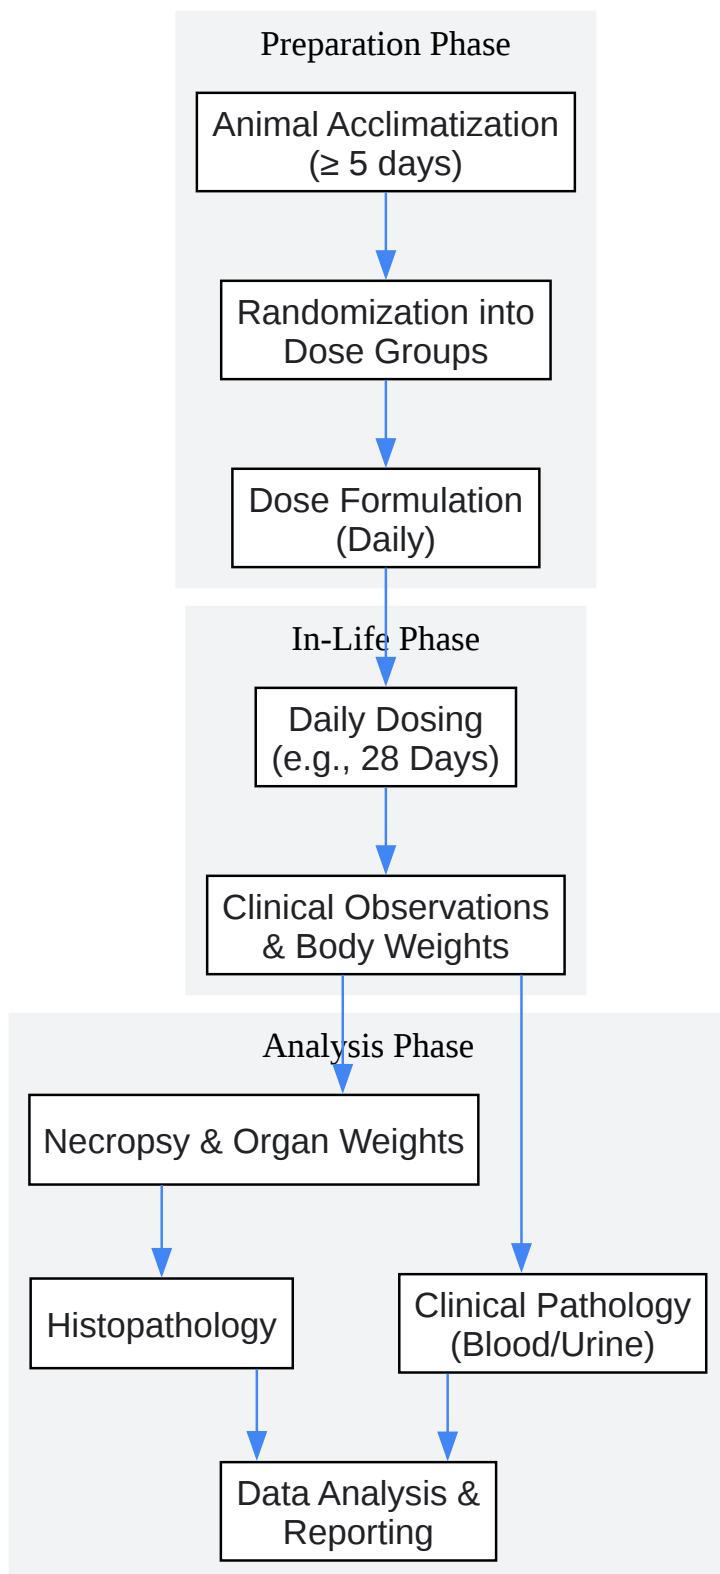 Preparation Phase
Animal Acclimatization
(≥ 5 days)
Randomization into
Dose Groups
Dose Formulation
(Daily)
In-Life Phase
Daily Dosing
(e.g., 28 Days)
Clinical Observations
& Body Weights
Analysis Phase
Necropsy & Organ Weights
Histopathology
Clinical Pathology
(Blood/Urine)
Data Analysis &
Reporting